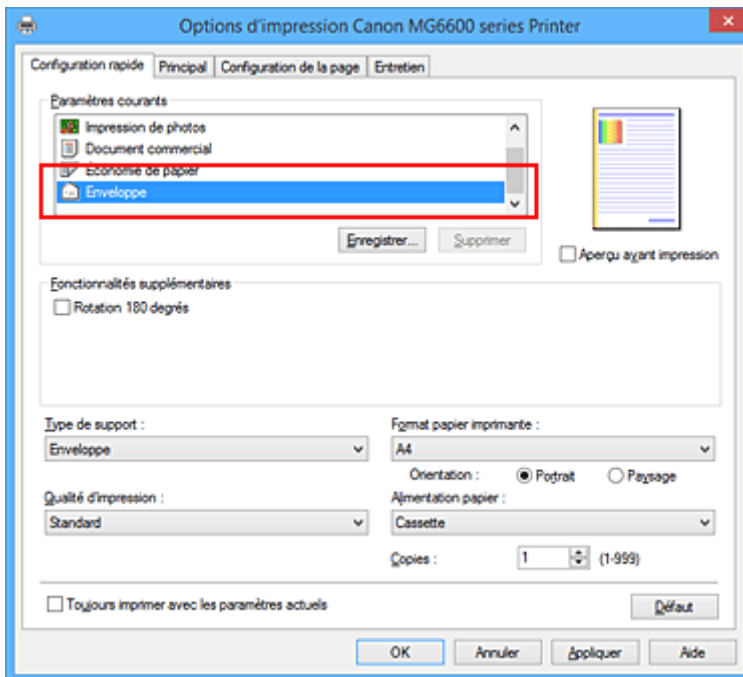 Options d'impression Canon MG6600 series Printer
Configuration rapide Principal Configuration de la page Entretien
Paramètres courants
Impression de photos
Document commercial
Économie de papier
Enveloppe
Enregistrer... Supprimer
Aperçu avant impression
Fonctionnalités supplémentaires
Rotation 180 degrés
Type de support : Format papier imprimante :
Enveloppe A4
Orientation : Portrait Paysage
Qualité d'impression : Alimentation papier :
Standard Cassette
Copies : 1 (1-999)
Toujours imprimer avec les paramètres actuels Défaut
OK Annuler Appliquer Aide